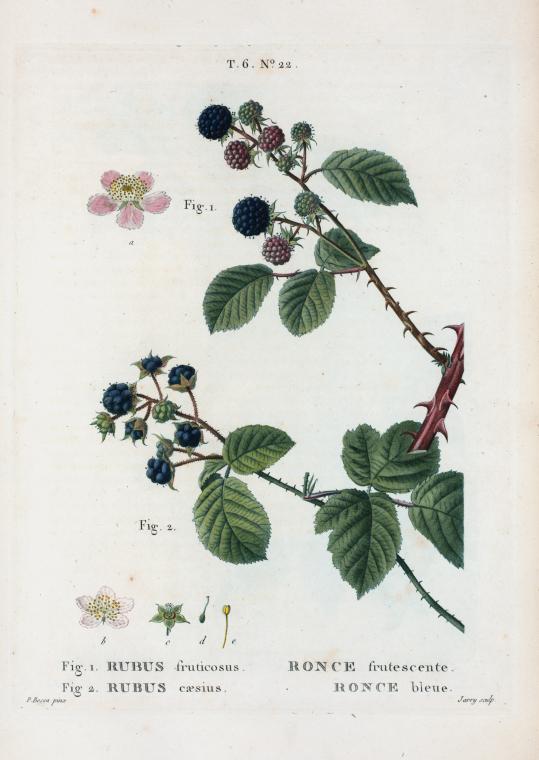 T. 6. Nº 22.
Fig. 1.
a
Fig. 2.
b c d e
Fig. 1. RUBUS fruticosus. RONCE frutescente.
Fig 2. RUBUS cæsius. RONCE bleue.
P. Bessa pinx Jarry sculp.